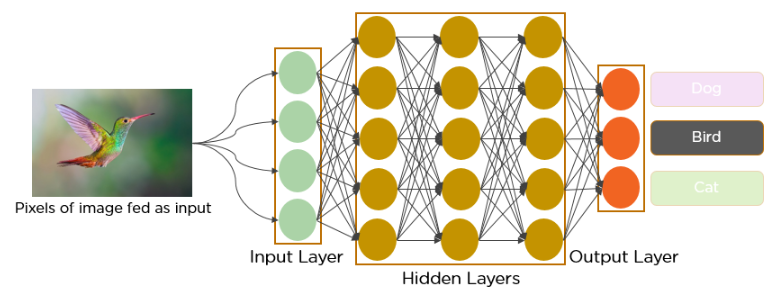 Dog
Bird
Cat
Pixels of image fed as input
Input Layer
Hidden Layers
Output Layer